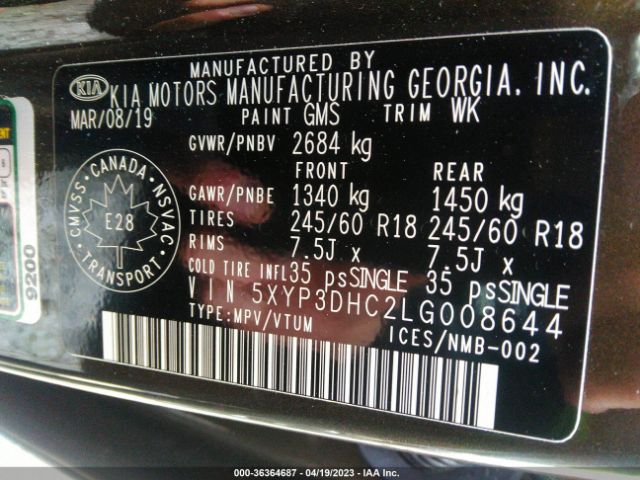 MANUFACTURED BY
KIA KIA MOTORS MANUFACTURING GEORGIA, INC.
MAR/08/19 PAINT GMS TRIM WK
GVWR/PNBV 2684 kg
FRONT REAR
GAWR/PNBE 1340 kg 1450 kg
TIRES 245/60 R18 245/60 R18
RIMS 7.5J x 7.5J x
COLD TIRE INFL 35 psSINGLE 35 psSINGLE
VIN 5XYP3DHC2LG008644
TYPE:MPV/VTUM ICES/NMB-002
CANADA
CMVSS NSVAC
E28
TRANSPORT
9200
000-36364687 - 04/19/2023 - IAA Inc.